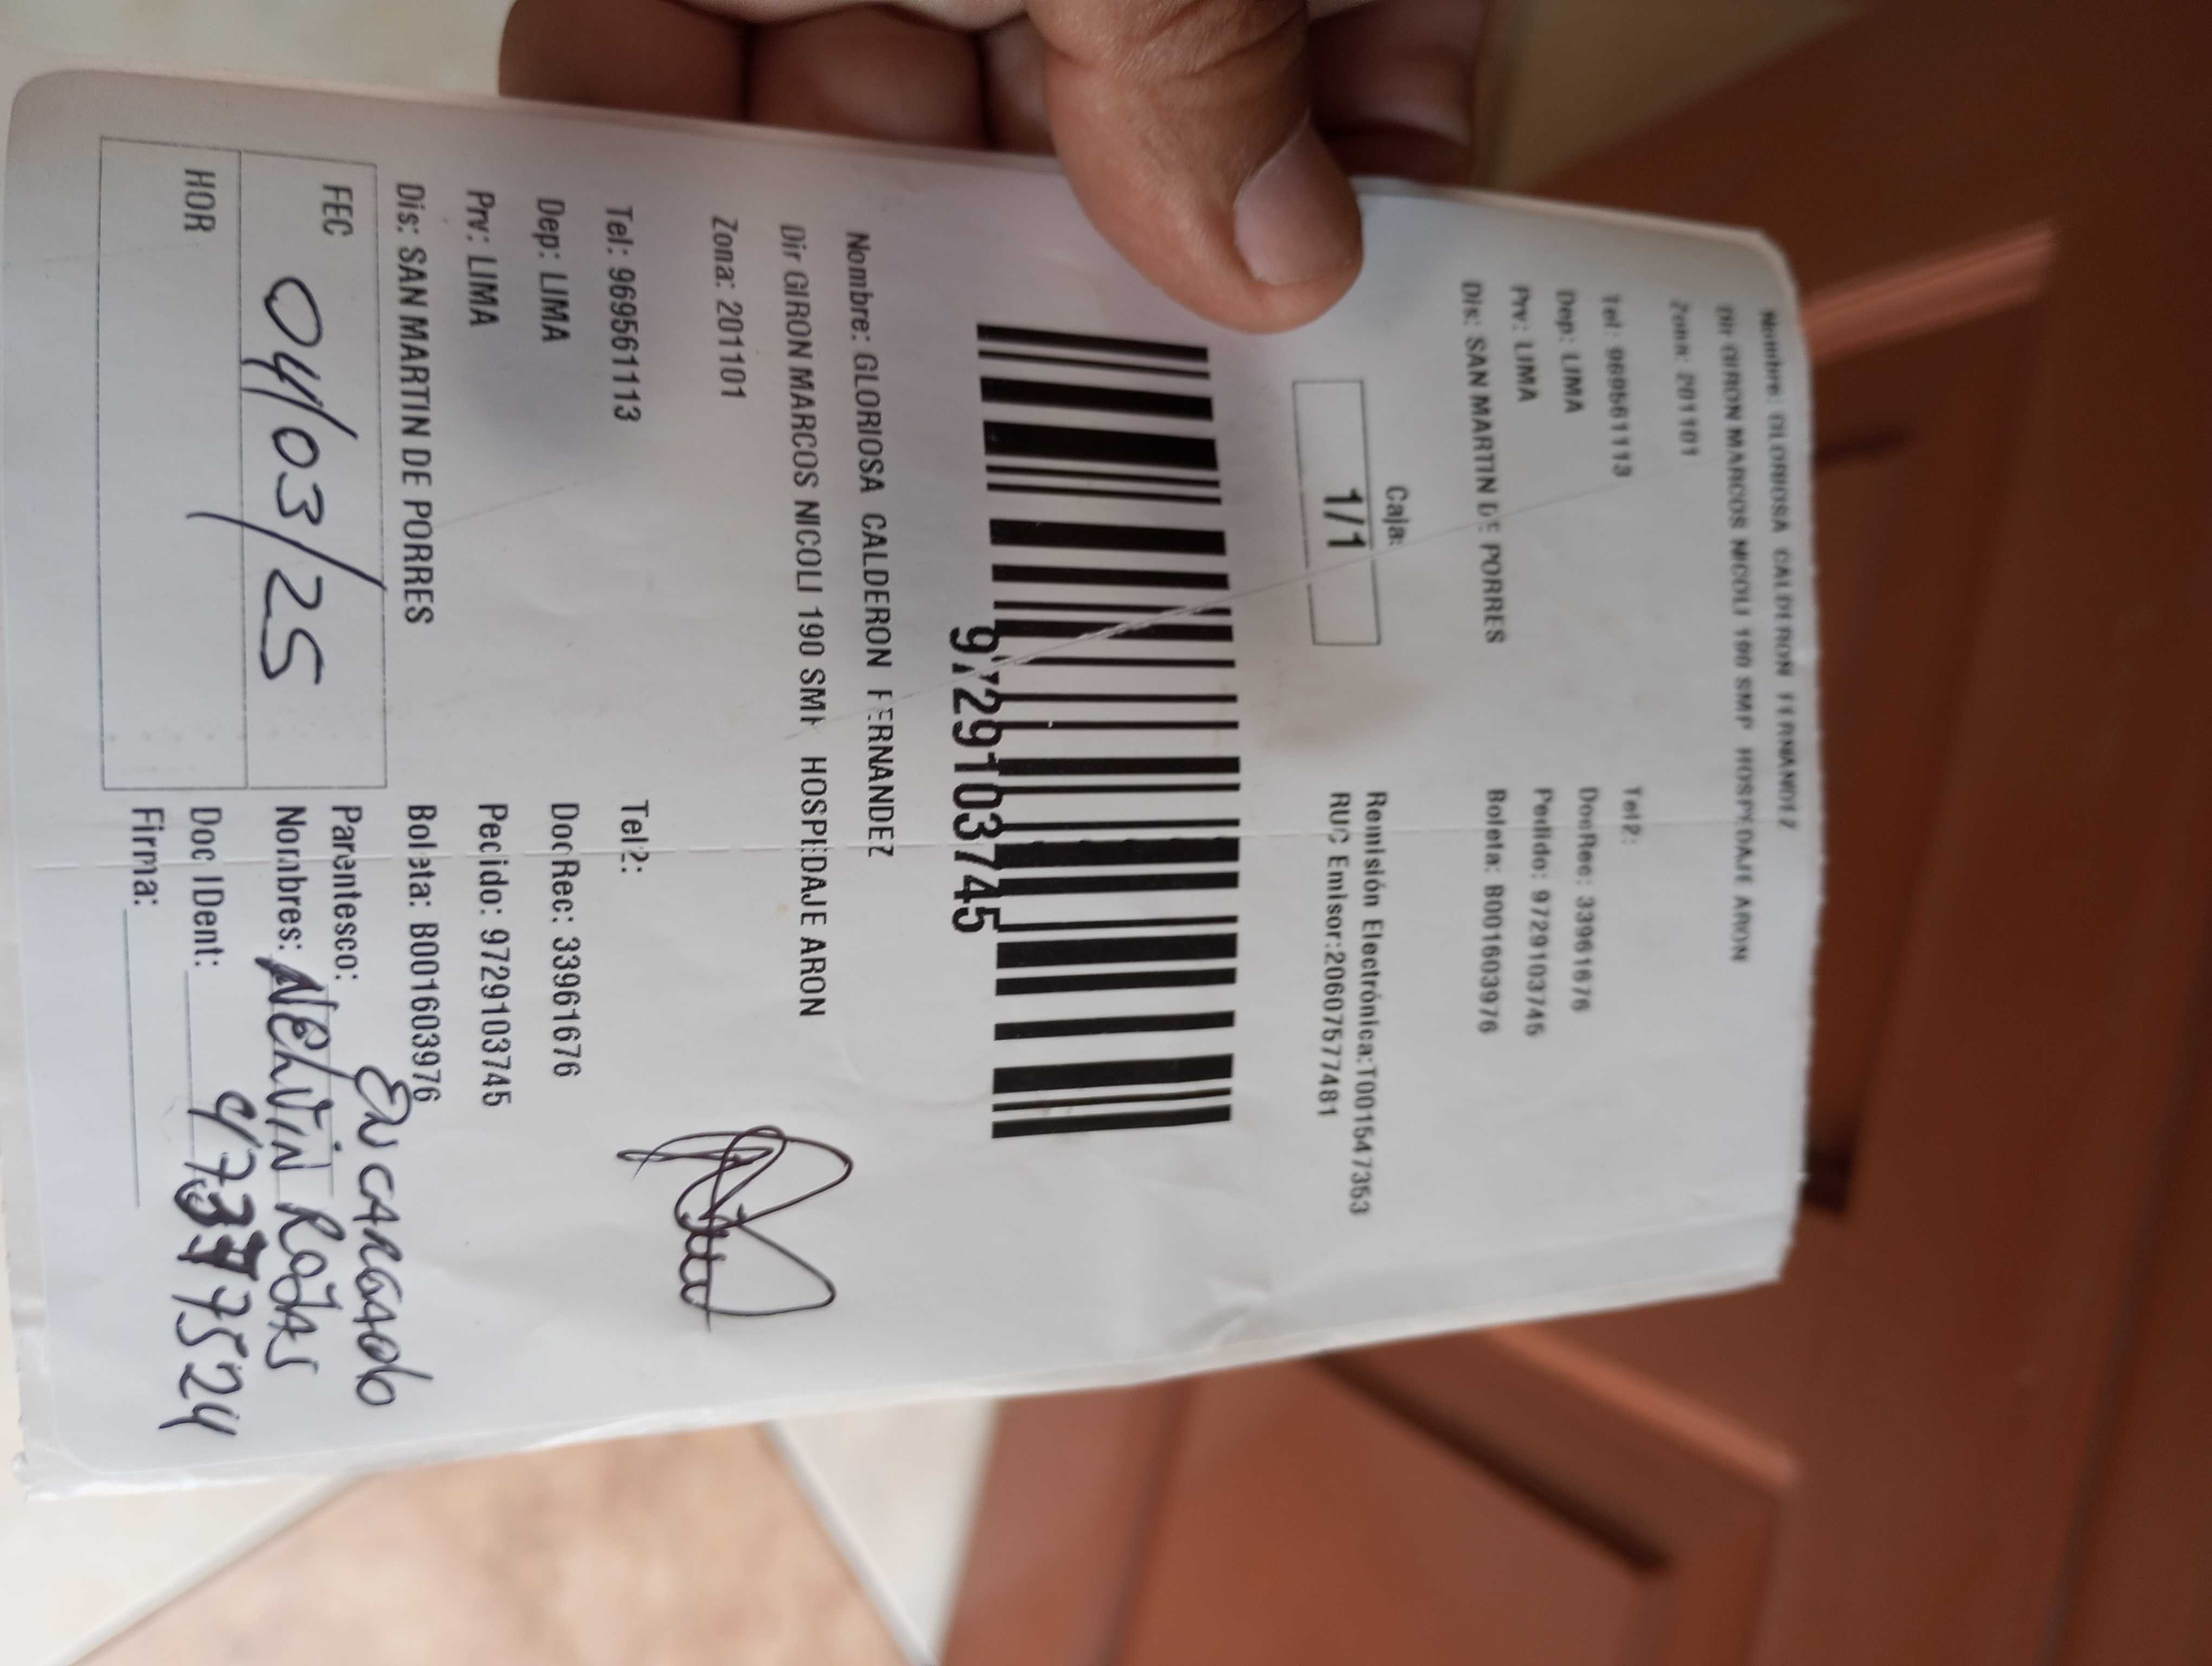 Nombre: GLORIOSA CALDERON FERNANDEZ
Dir GIRON MARCOS NICOLI 190 SMP HOSPEDAJE ARON
Zona: 201101
Tel: 969561113 Tel2:
Dep: LIMA DocRec: 33961676
Prv: LIMA Pedido: 9729103745
Dis: SAN MARTIN DE PORRES Boleta: B001603976
Caja: Remisión Electrónica:T001547353
1/1 RUC Emisor:20607577481
9729103745
Nombre: GLORIOSA CALDERON FERNANDEZ
Dir GIRON MARCOS NICOLI 190 SMP HOSPEDAJE ARON
Zona: 201101
Tel: 969561113 Tel2:
Dep: LIMA DocRec: 33961676
Prv: LIMA Pedido: 9729103745
Dis: SAN MARTIN DE PORRES Boleta: B001603976
FEC 04/03/25 Parentesco: ENCARGADO
Nombres: NELVIN ROJAS
HOR Doc IDent:
Firma: